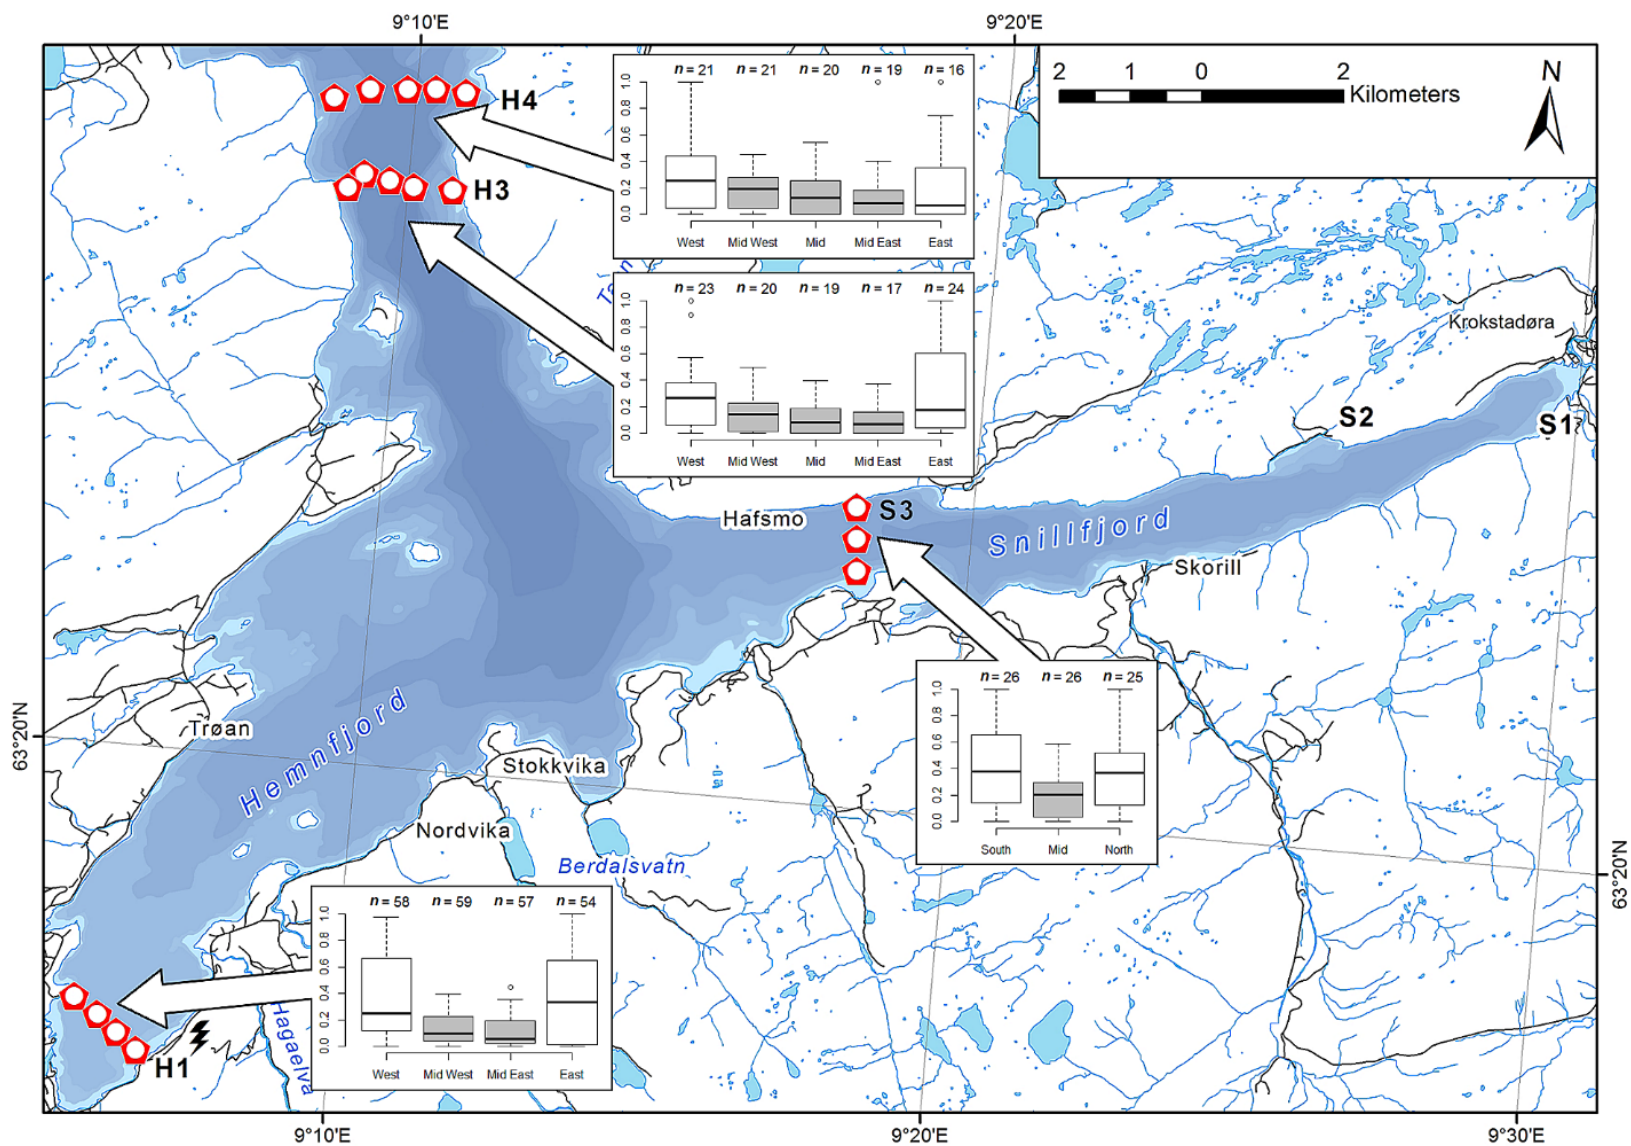 9°10'E
9°20'E
2 1 0 2
Kilometers
N
H4
n = 21 n = 21 n = 20 n = 19 n = 16
1.0
0.8
0.6
0.4
0.2
0.0
West Mid West Mid Mid East East
H3
n = 23 n = 20 n = 19 n = 17 n = 24
1.0
0.8
0.6
0.4
0.2
0.0
West Mid West Mid Mid East East
Krokstadøra
S2
S1
Hafsmo
S3
Snillfjord
Skorill
n = 26 n = 26 n = 25
1.0
0.8
0.6
0.4
0.2
0.0
South Mid North
63°20'N
Trøan
Hemnfjord
Stokkvika
Nordvika
Berdalsvatn
63°20'N
n = 58 n = 59 n = 57 n = 54
1.0
0.8
0.6
0.4
0.2
0.0
West Mid West Mid East East
H1
Hagaelva
9°10'E
9°20'E
9°30'E